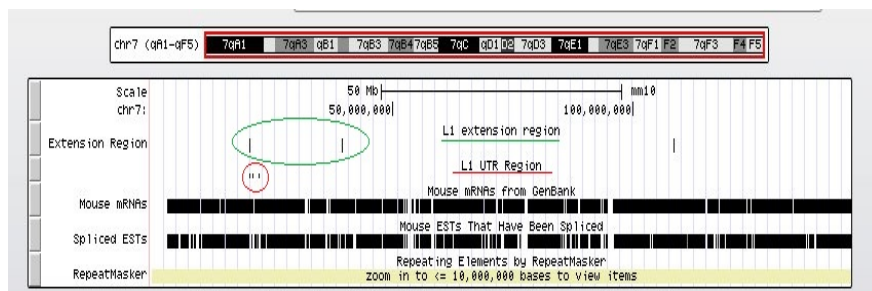 chr7 (qA1-qF5) 7qA1 7qA3 qB1 7qB3 7qB4 7qB5 7qC qD1 D2 7qD3 7qE1 7qE3 7qF1 F2 7qF3 F4 F5
Scale 50 Mb mm10
chr7: 50,000,000 100,000,000
L1 extension region
Extension Region
L1 UTR Region
Mouse mRNAs from GenBank
Mouse mRNAs
Mouse ESTs That Have Been Spliced
Spliced ESTs
Repeating Elements by RepeatMasker
RepeatMasker zoom in to <= 10,000,000 bases to view items